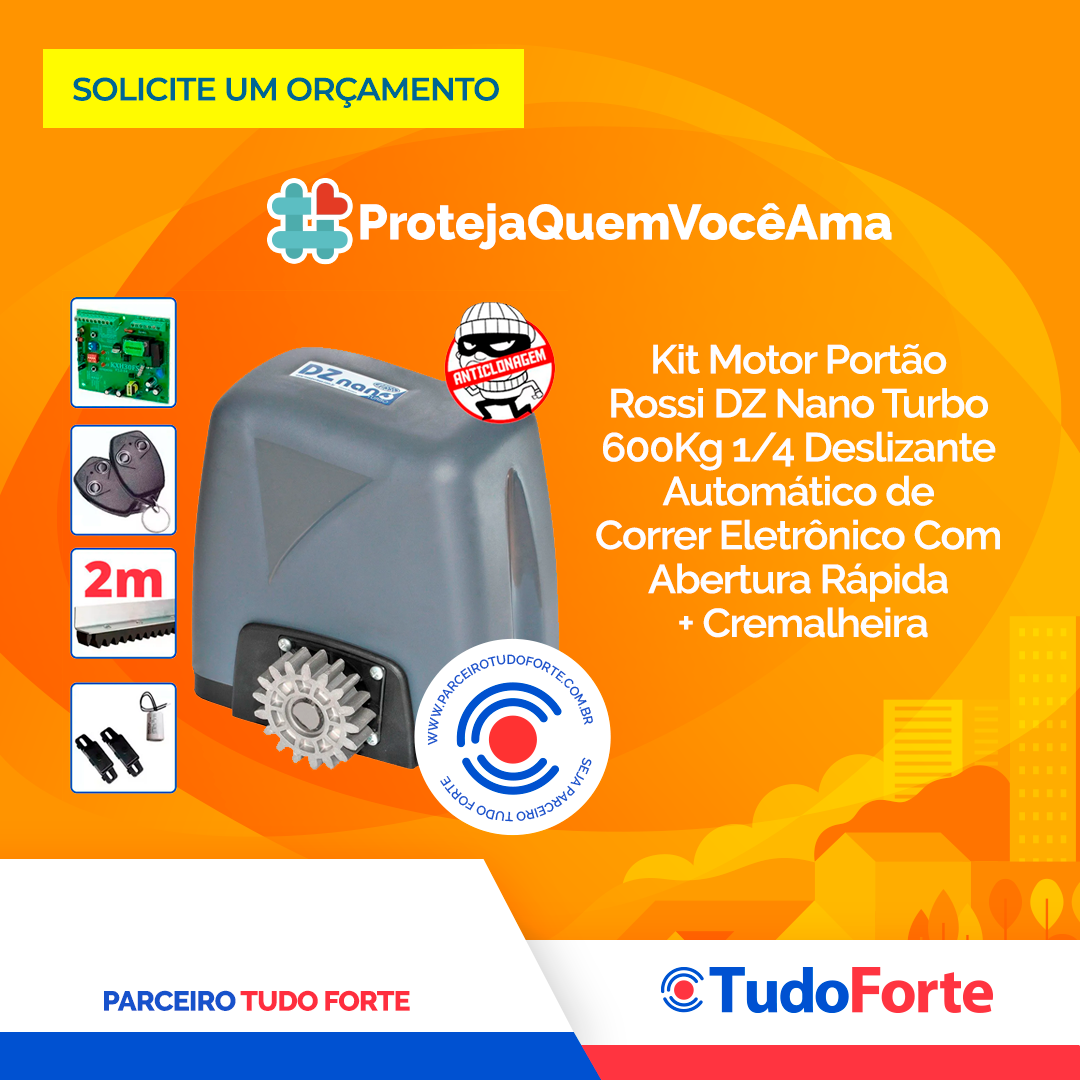 SOLICITE UM ORÇAMENTO
#ProtejaQuemVocêAma
ANTICLONAGEM
DZ nano
2m
Kit Motor Portão
Rossi DZ Nano Turbo
600Kg 1/4 Deslizante
Automático de
Correr Eletrônico Com
Abertura Rápida
+ Cremalheira
WWW.PARCEIROTUDOFORTE.COM.BR
SEJA PARCEIRO TUDO FORTE
PARCEIRO TUDO FORTE
TudoForte